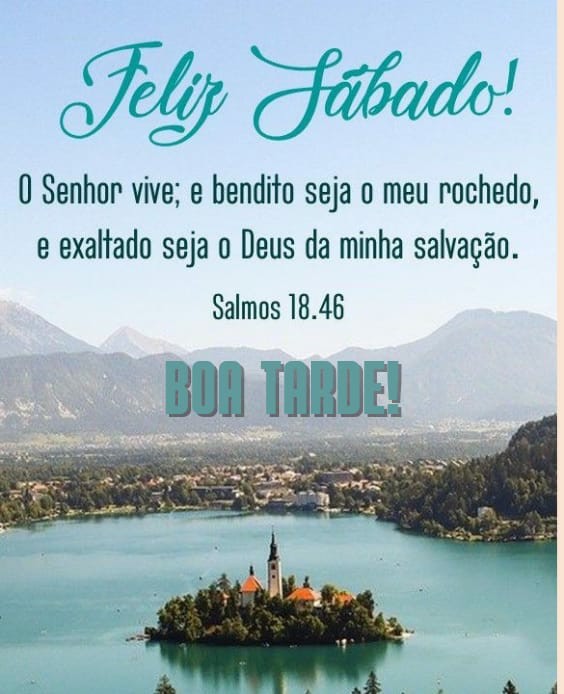 Feliz Sábado!
O Senhor vive; e bendito seja o meu rochedo,
e exaltado seja o Deus da minha salvação.
Salmos 18.46
BOA TARDE!